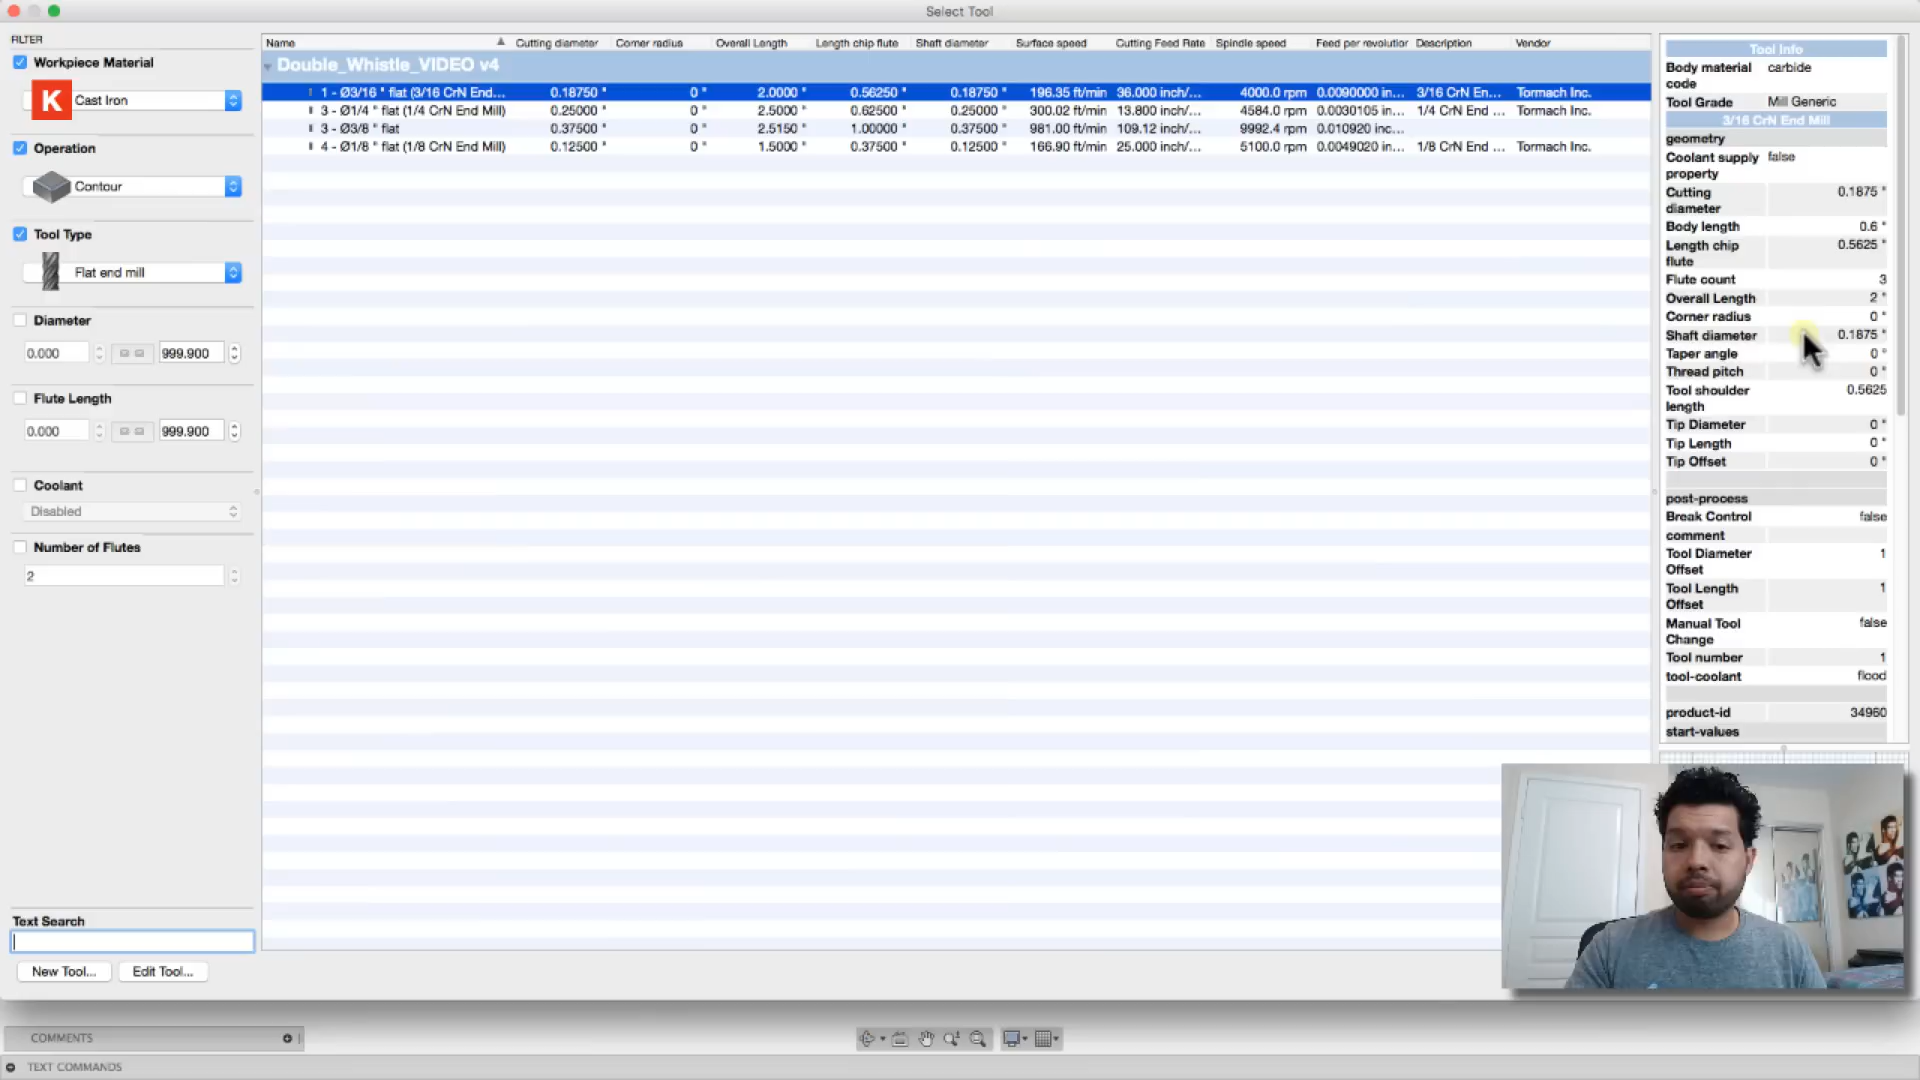 Select Tool
FILTER
Workpiece Material
K Cast Iron
Operation
Contour
Tool Type
Flat end mill
Diameter
0.000 999.900
Flute Length
0.000 999.900
Coolant
Disabled
Number of Flutes
2
Text Search
New Tool... Edit Tool...
Name Cutting diameter Corner radius Overall Length Length chip flute Shaft diameter Surface speed Cutting Feed Rate Spindle speed Feed per revolution Description Vendor
Double_Whistle_VIDEO v4
1 - Ø3/16 " flat (3/16 CrN End... 0.18750 " 0 " 2.0000 " 0.56250 " 0.18750 " 196.35 ft/min 36.000 inch/... 4000.0 rpm 0.0090000 in... 3/16 CrN En... Tormach Inc.
3 - Ø1/4 " flat (1/4 CrN End Mill) 0.25000 " 0 " 2.5000 " 0.62500 " 0.25000 " 300.02 ft/min 13.800 inch/... 4584.0 rpm 0.0030105 in... 1/4 CrN End ... Tormach Inc.
3 - Ø3/8 " flat 0.37500 " 0 " 2.5150 " 1.00000 " 0.37500 " 981.00 ft/min 109.12 inch/... 9992.4 rpm 0.010920 inc...
4 - Ø1/8 " flat (1/8 CrN End Mill) 0.12500 " 0 " 1.5000 " 0.37500 " 0.12500 " 166.90 ft/min 25.000 inch/... 5100.0 rpm 0.0049020 in... 1/8 CrN End ... Tormach Inc.
Tool Info
Body material carbide
code
Tool Grade Mill Generic
3/16 CrN End Mill
geometry
Coolant supply false
property
Cutting 0.1875 "
diameter
Body length 0.6 "
Length chip 0.5625 "
flute
Flute count 3
Overall Length 2 "
Corner radius 0 "
Shaft diameter 0.1875 "
Taper angle 0 °
Thread pitch 0 "
Tool shoulder 0.5625
length
Tip Diameter 0 "
Tip Length 0 "
Tip Offset 0 "
post-process
Break Control false
comment
Tool Diameter 1
Offset
Tool Length 1
Offset
Manual Tool false
Change
Tool number 1
tool-coolant flood
product-id 34960
start-values
COMMENTS
TEXT COMMANDS